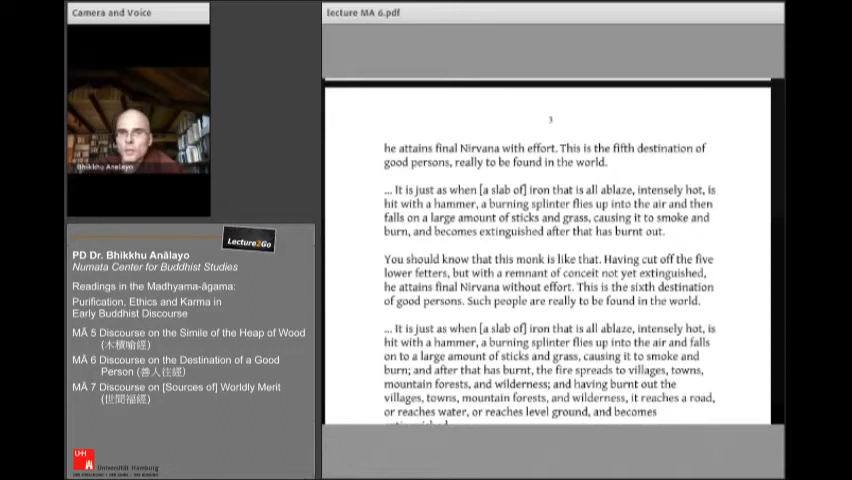 Camera and Voice
Bhikkhu Anālayo
Lecture2Go
PD Dr. Bhikkhu Anālayo
Numata Center for Buddhist Studies
Readings in the Madhyama-āgama:
Purification, Ethics and Karma in
Early Buddhist Discourse
MĀ 5 Discourse on the Simile of the Heap of Wood
(木積喻經)
MĀ 6 Discourse on the Destination of a Good
Person (善人往經)
MĀ 7 Discourse on [Sources of] Worldly Merit
(世間福經)
UH
Universität Hamburg
lecture MA 6.pdf
3
he attains final Nirvana with effort. This is the fifth destination of
good persons, really to be found in the world.
... It is just as when [a slab of] iron that is all ablaze, intensely hot, is
hit with a hammer, a burning splinter flies up into the air and then
falls on a large amount of sticks and grass, causing it to smoke and
burn, and becomes extinguished after that has burnt out.
You should know that this monk is like that. Having cut off the five
lower fetters, but with a remnant of conceit not yet extinguished,
he attains final Nirvana without effort. This is the sixth destination
of good persons. Such people are really to be found in the world.
... It is just as when [a slab of] iron that is all ablaze, intensely hot, is
hit with a hammer, a burning splinter flies up into the air and falls
on to a large amount of sticks and grass, causing it to smoke and
burn; and after that has burnt, the fire spreads to villages, towns,
mountain forests, and wilderness; and having burnt out the
villages, towns, mountain forests, and wilderness, it reaches a road,
or reaches water, or reaches level ground, and becomes